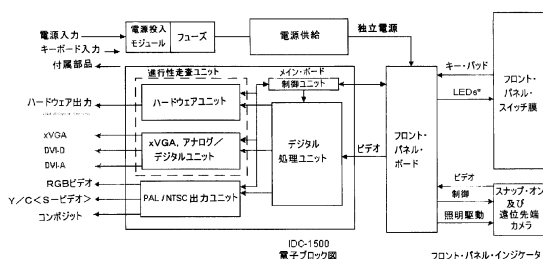 電源入力
キーボード入力
付属部品
電源投入
モジュール
フューズ
電源供給
独立電源
進行性走査ユニット
メイン・ボード
制御ユニット
ハードウェア出力
ハードウェアユニット
xVGA
DVI-D
DVI-A
xVGA, アナログ／
デジタルユニット
デジタル
処理ユニット
RGBビデオ
Y／C<S－ビデオ>
コンポジット
PAL/NTSC出力ユニット
ビデオ
フロント・
パネル・
ボード
キー・パッド
LEDs"
フロント・
パネル・
スイッチ膜
ビデオ
制御
照明駆動
スナップ・オン
及び
遠位先端
カメラ
IDC-1500
電子ブロック図
フロント・パネル・インジケータ